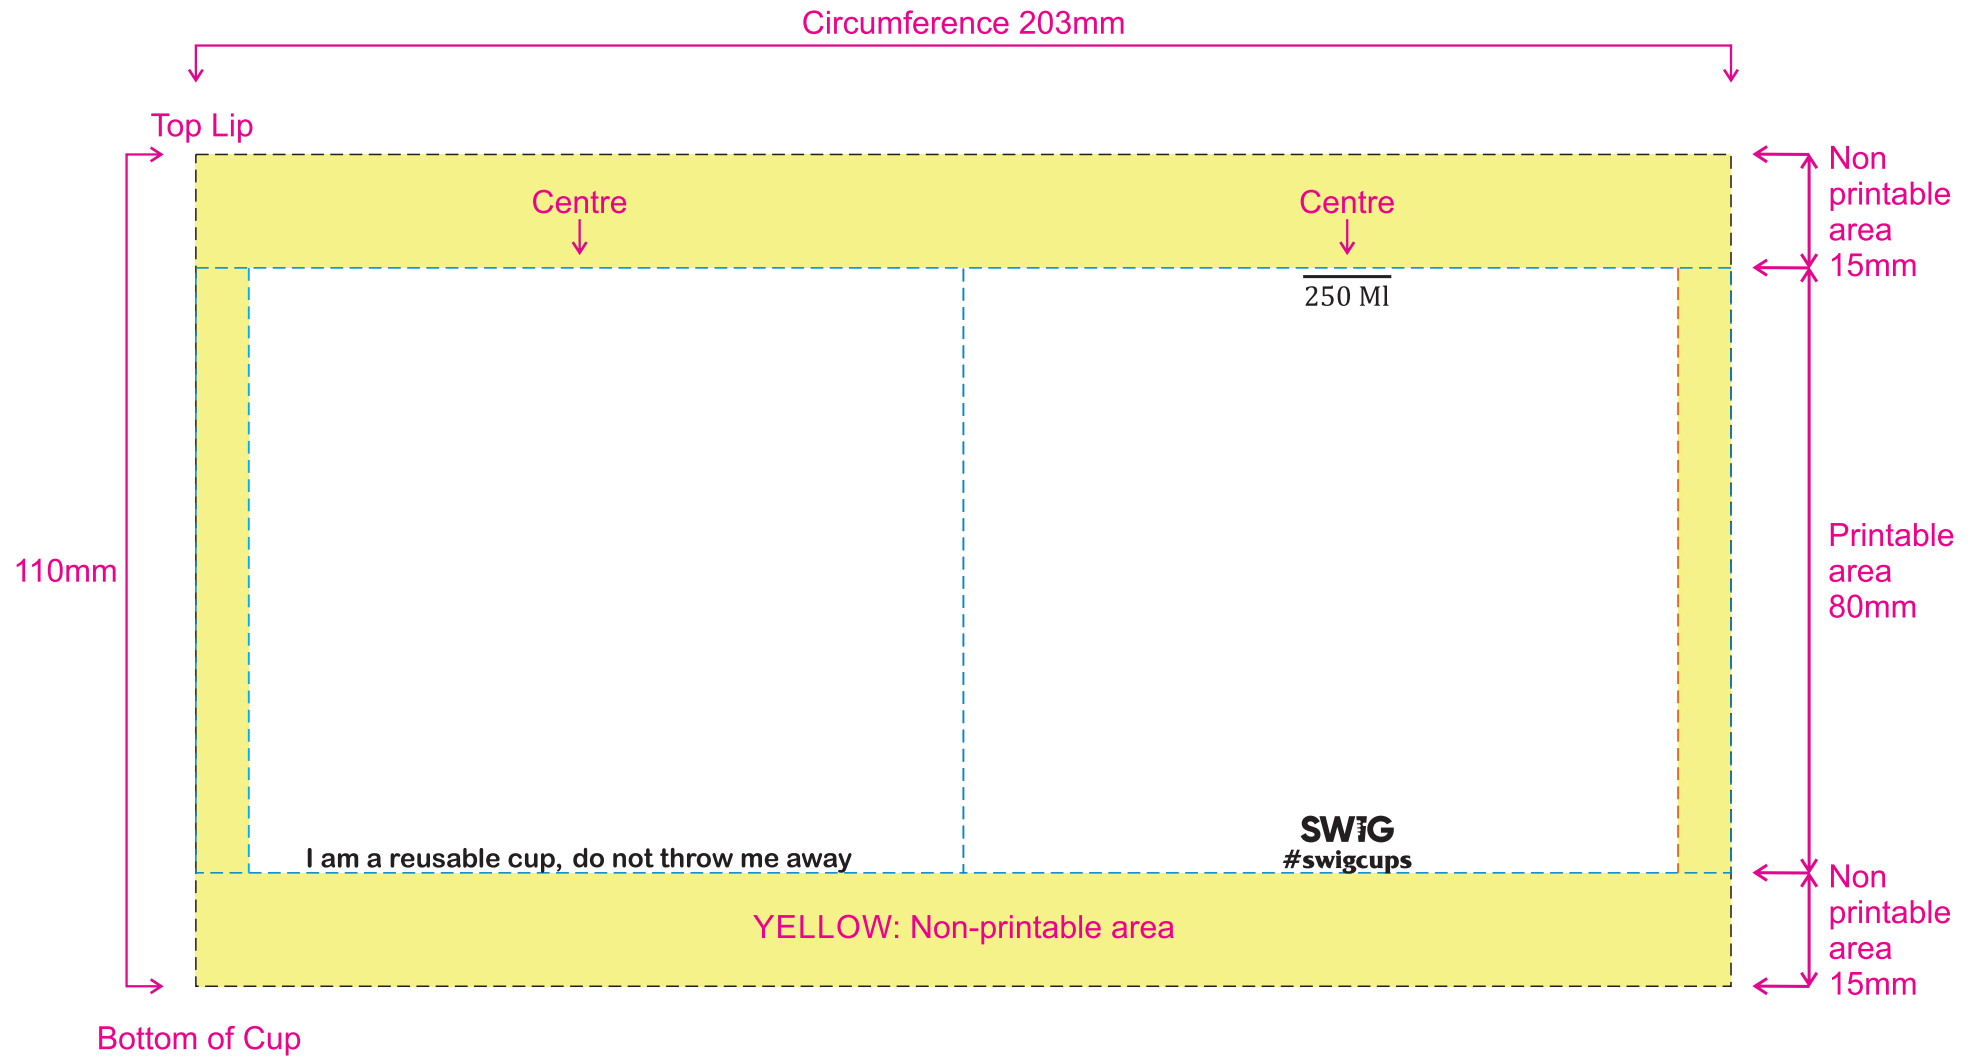 Circumference 203mm
Top Lip
Centre
Centre
Non
printable
area
15mm
250 Ml
110mm
Printable
area
80mm
SWIG
#swigcups
I am a reusable cup, do not throw me away
YELLOW: Non-printable area
Non
printable
area
15mm
Bottom of Cup